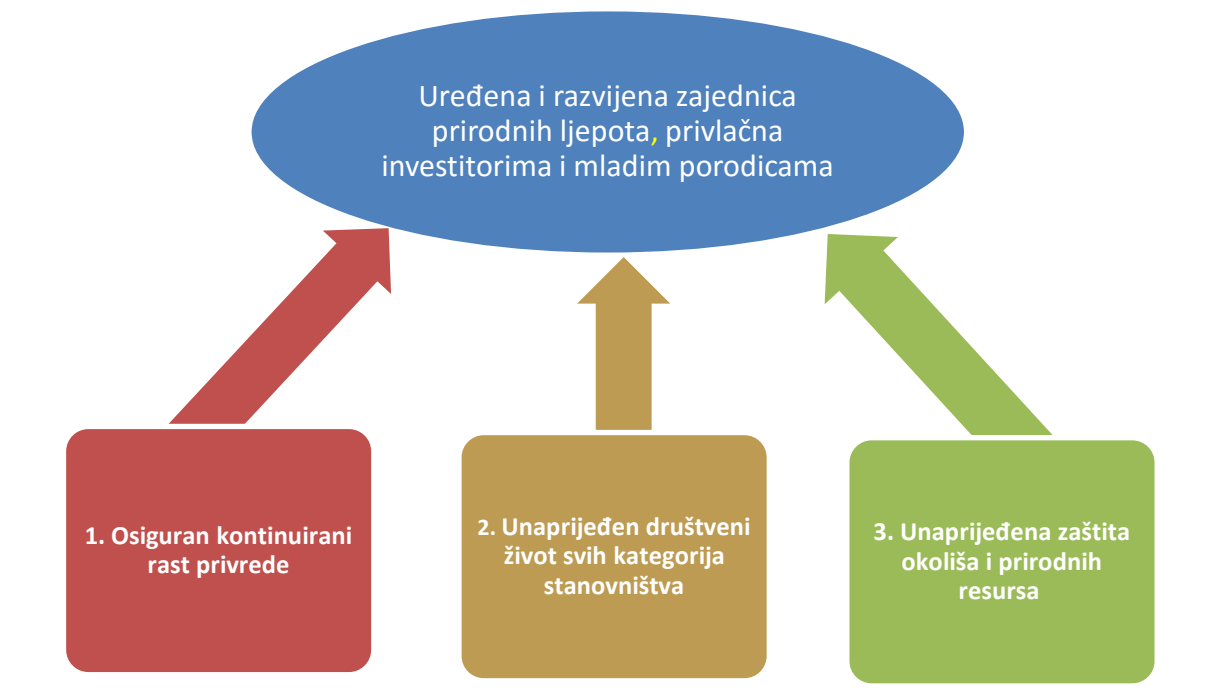 Uređena i razvijena zajednica
prirodnih ljepota, privlačna
investitorima i mladim porodicama
1. Osiguran kontinuirani
rast privrede
2. Unaprijeđen društveni
život svih kategorija
stanovništva
3. Unaprijeđena zaštita
okoliša i prirodnih
resursa